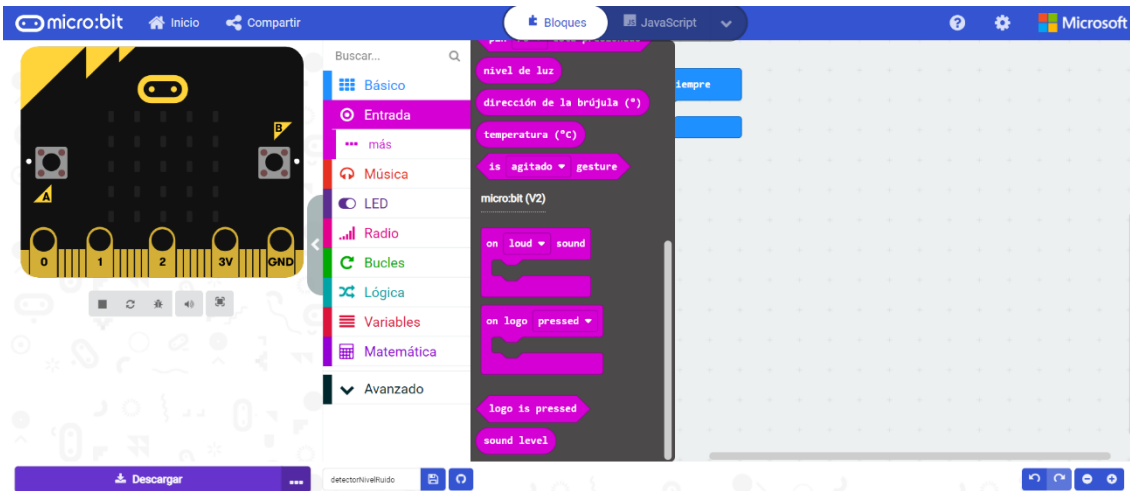 micro:bit Inicio Compartir Bloques JavaScript Microsoft
Buscar...
Básico
Entrada
más
Música
LED
Radio
Bucles
Lógica
Variables
Matemática
Avanzado
nivel de luz
dirección de la brújula (°)
temperatura (°C)
is agitado gesture
micro:bit (V2)
on loud sound
on logo pressed
logo is pressed
sound level
B
A
0 1 2 3V GND
Descargar
detectorNivelRuido